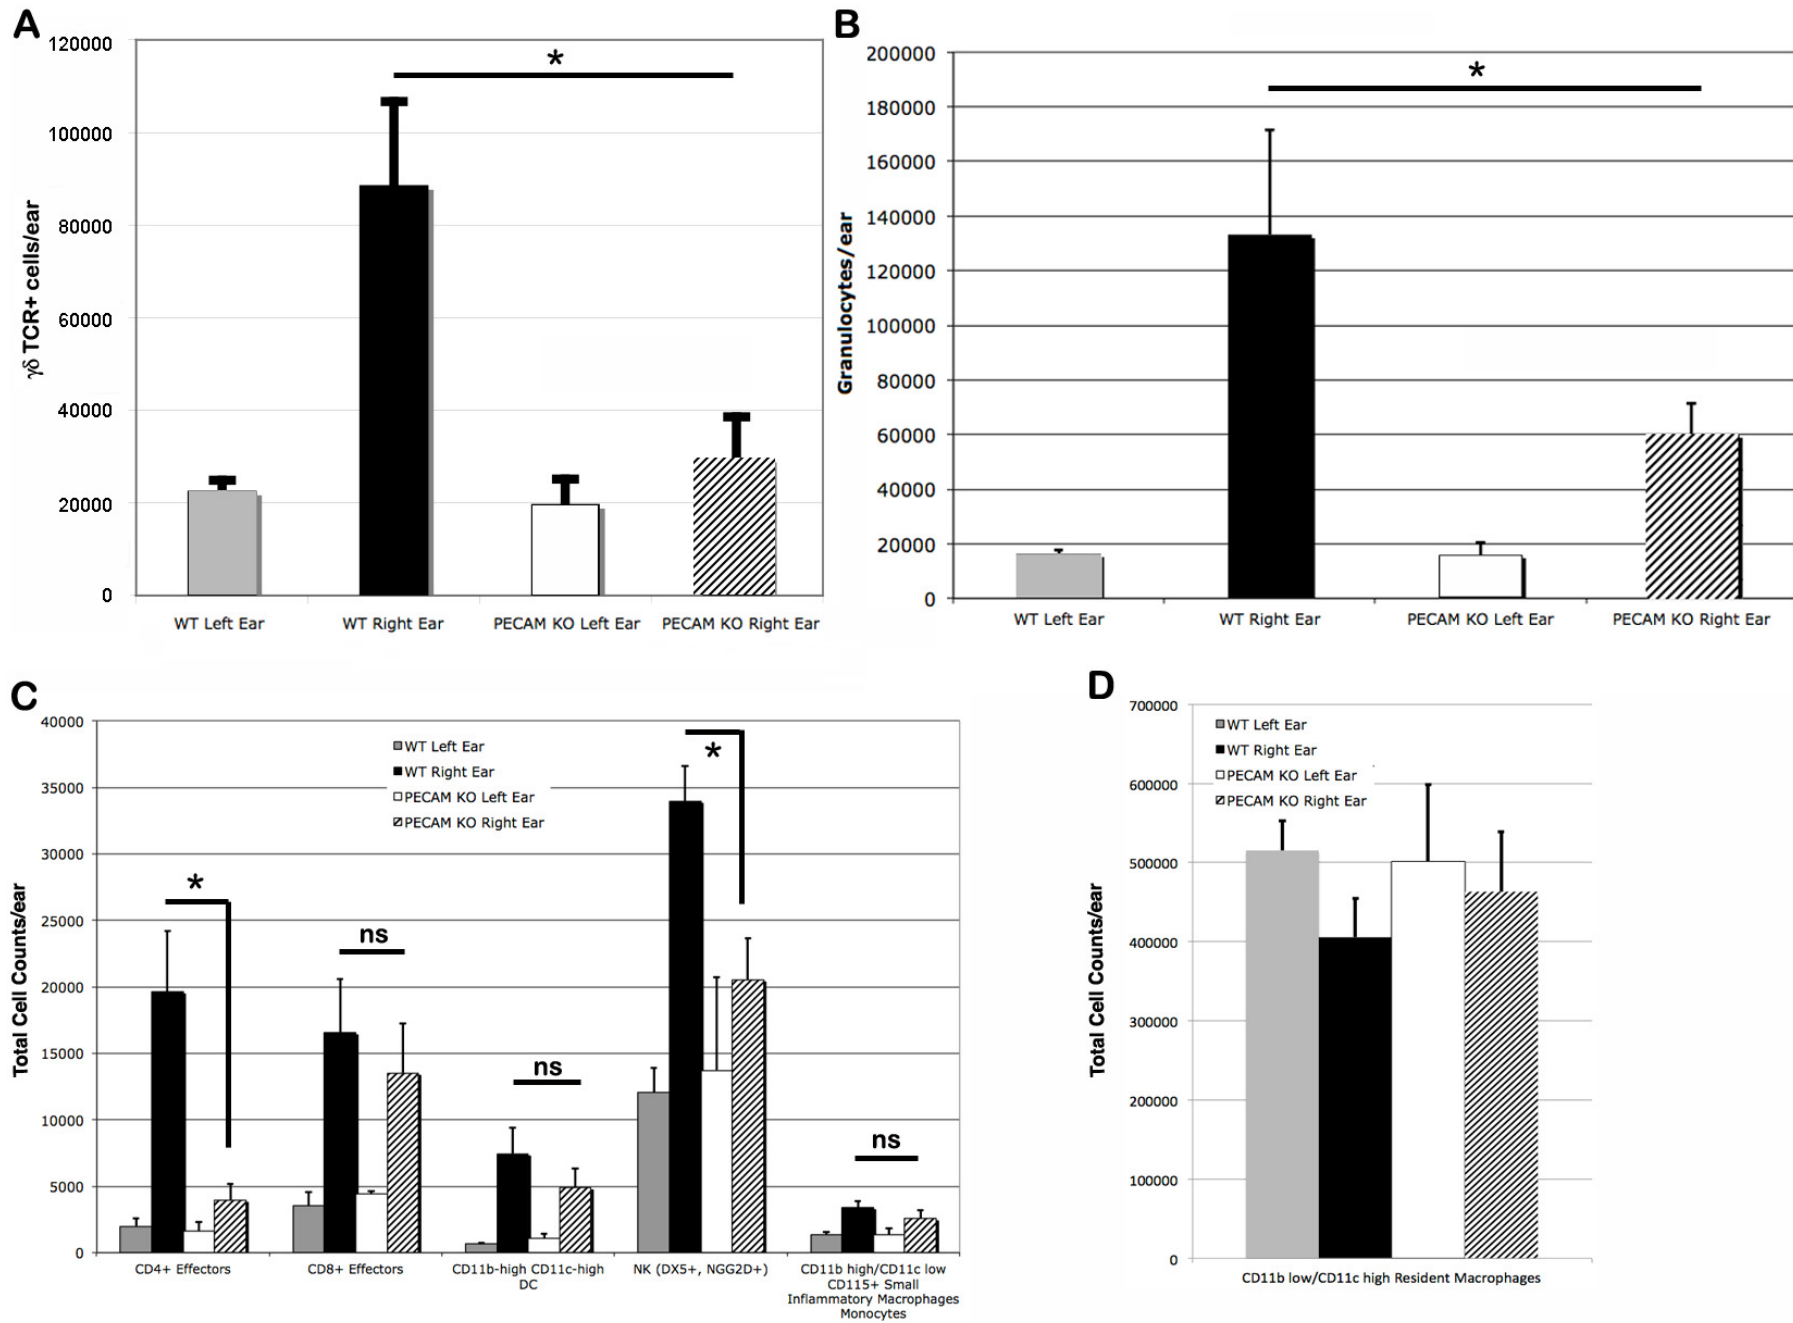 A
120000
100000
80000
60000
40000
20000
0
γδ TCR+ cells/ear
*
WT Left Ear
WT Right Ear
PECAM KO Left Ear
PECAM KO Right Ear
B
200000
180000
160000
140000
120000
100000
80000
60000
40000
20000
0
Granulocytes/ear
*
WT Left Ear
WT Right Ear
PECAM KO Left Ear
PECAM KO Right Ear
C
40000
35000
30000
25000
20000
15000
10000
5000
0
Total Cell Counts/ear
WT Left Ear
WT Right Ear
PECAM KO Left Ear
PECAM KO Right Ear
*
ns
ns
*
ns
CD4+ Effectors
CD8+ Effectors
CD11b-high CD11c-high
DC
NK (DX5+, NGG2D+)
CD11b high/CD11c low
CD115+ Small
Inflammatory Macrophages
Monocytes
D
700000
600000
500000
400000
300000
200000
100000
0
Total Cell Counts/ear
WT Left Ear
WT Right Ear
PECAM KO Left Ear
PECAM KO Right Ear
CD11b low/CD11c high Resident Macrophages